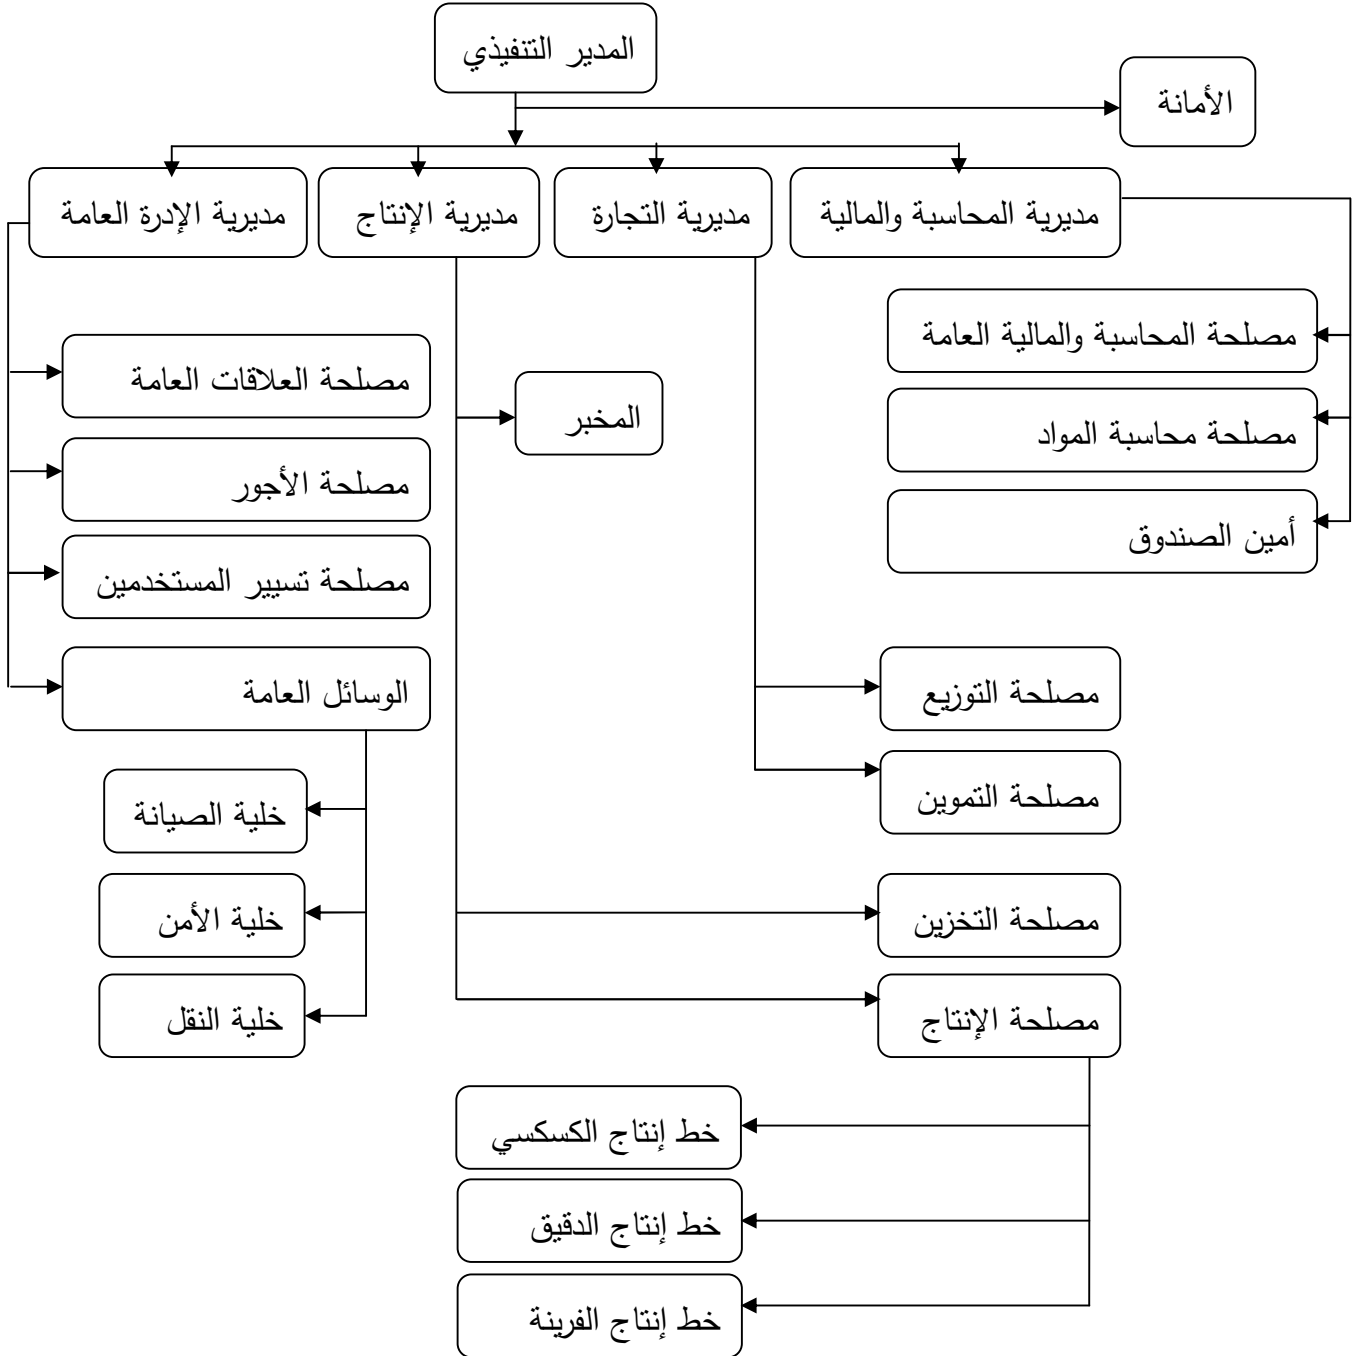 المدير التنفيذي
الأمانة
مديرية المحاسبة والمالية
مديرية التجارة
مديرية الإنتاج
مديرية الإدرة العامة
مصلحة المحاسبة والمالية العامة
مصلحة محاسبة المواد
أمين الصندوق
المخبر
مصلحة العلاقات العامة
مصلحة الأجور
مصلحة تسيير المستخدمين
الوسائل العامة
مصلحة التوزيع
مصلحة التموين
خلية الصيانة
خلية الأمن
خلية النقل
مصلحة التخزين
مصلحة الإنتاج
خط إنتاج الكسكسي
خط إنتاج الدقيق
خط إنتاج الفرينة